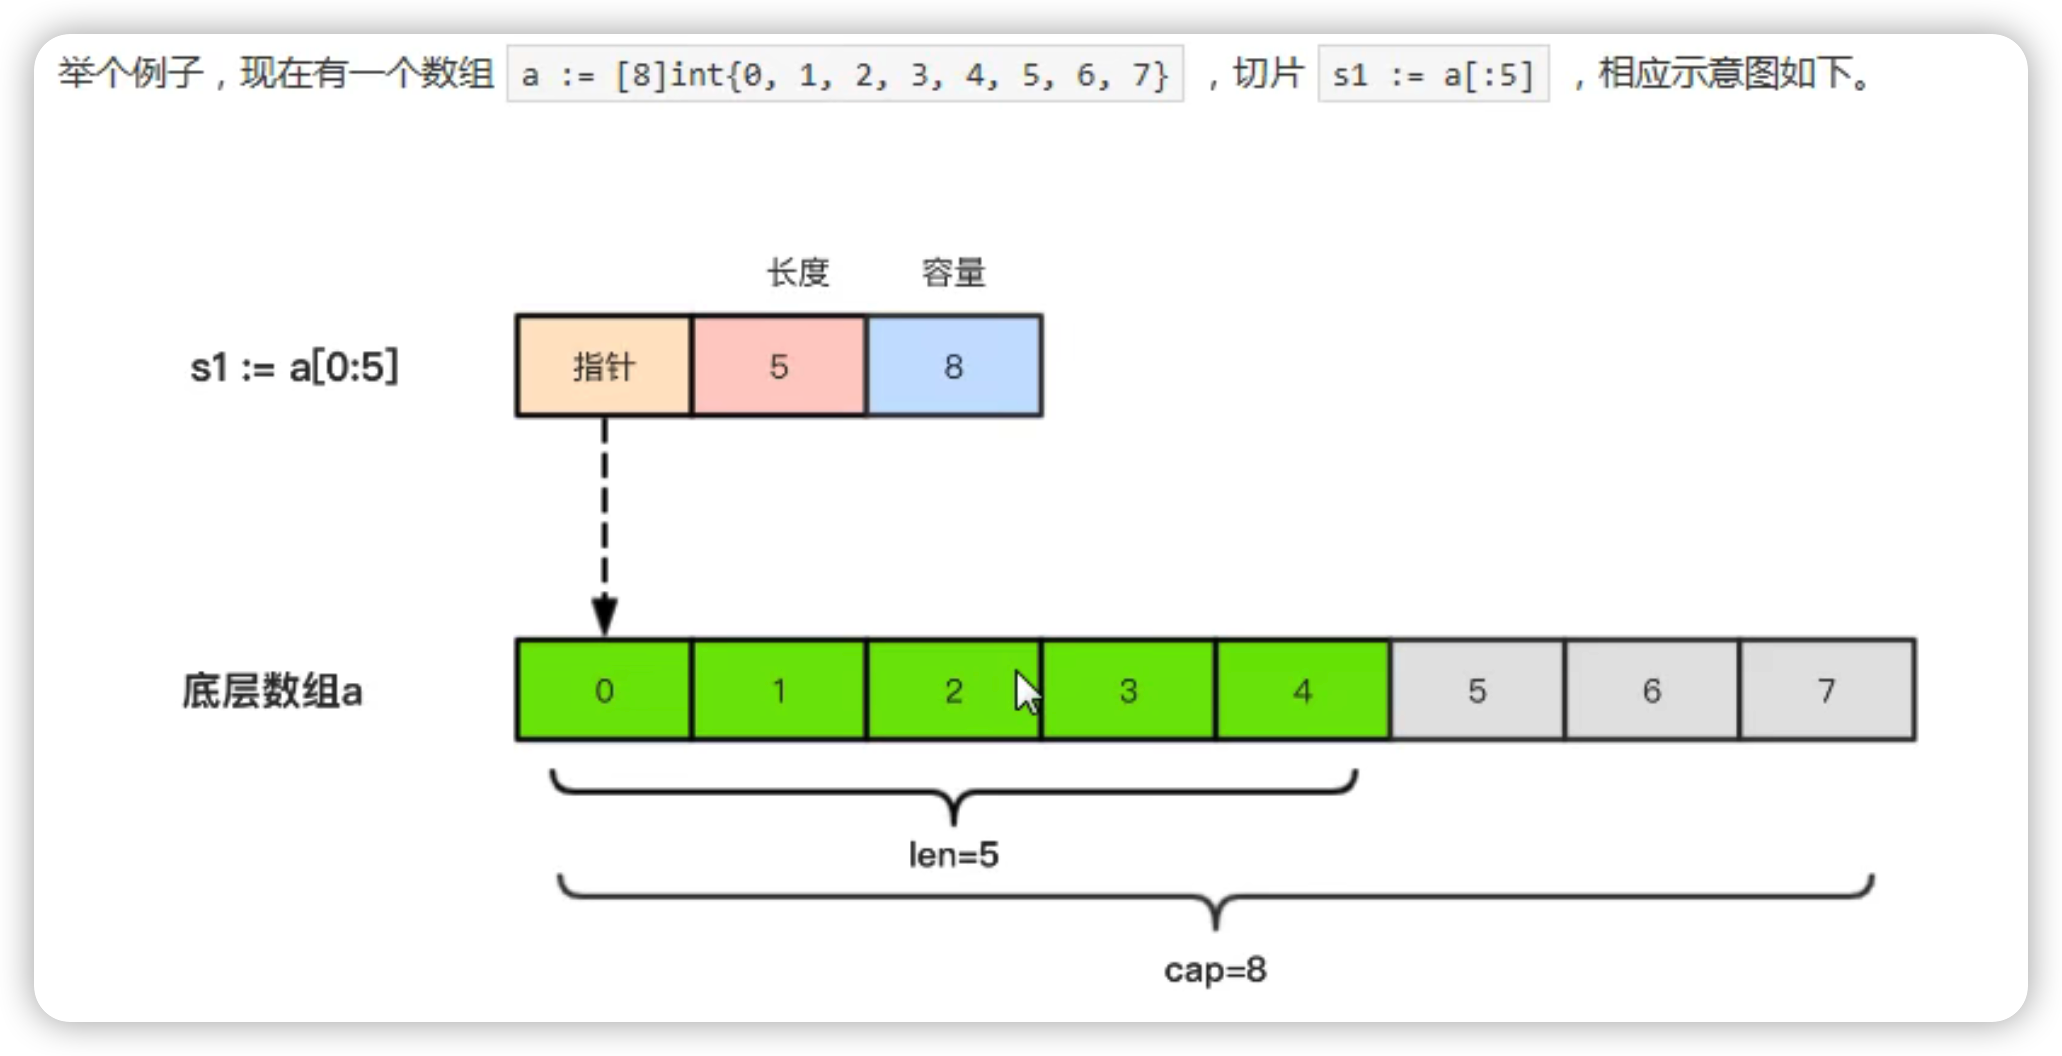 举个例子，现在有一个数组 a := [8]int{0, 1, 2, 3, 4, 5, 6, 7} ，切片 s1 := a[:5] ，相应示意图如下。
长度 容量
s1 := a[0:5] 指针 5 8
底层数组a 0 1 2 3 4 5 6 7
len=5
cap=8